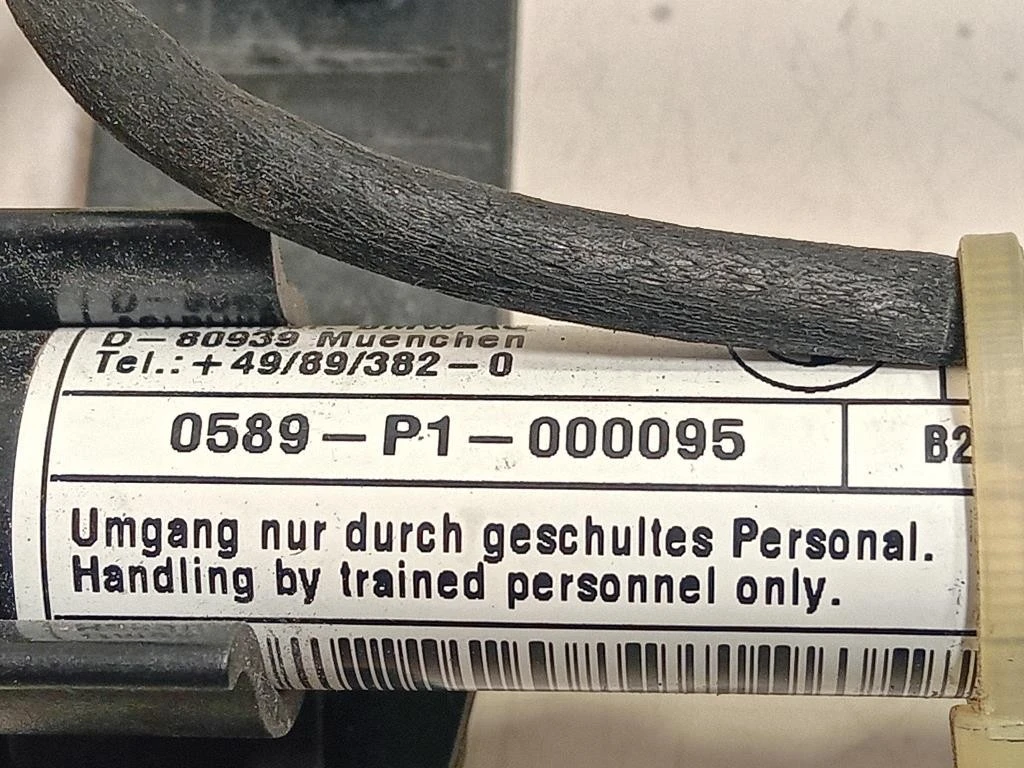 D-80939 Muenchen
Tel.: +49/89/382-0
0589-P1-000095
B2
Umgang nur durch geschultes Personal.
Handling by trained personnel only.